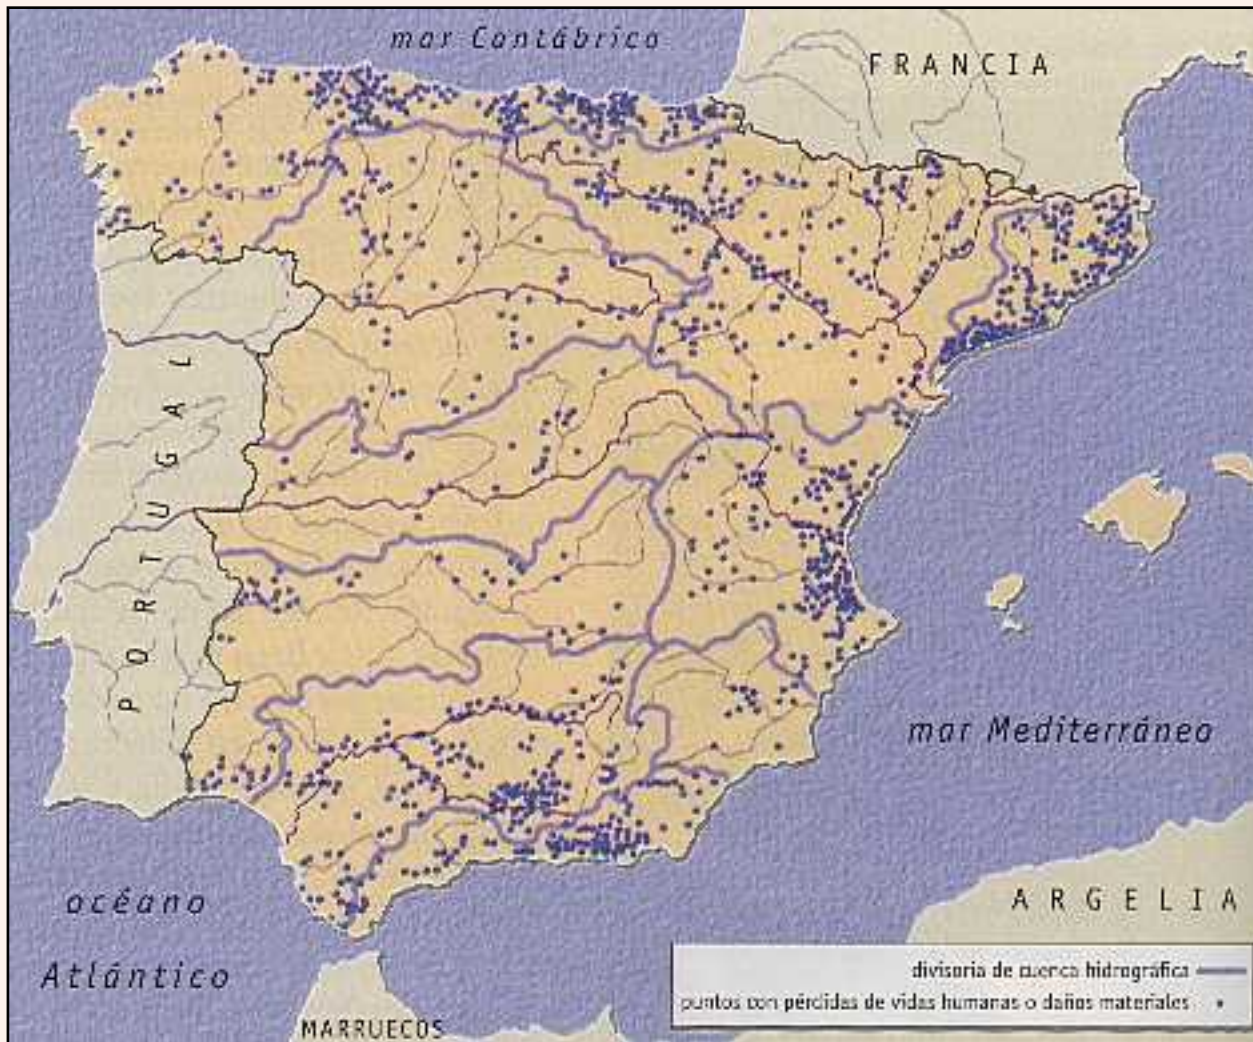 mar Cantábrico
FRANCIA
PORTUGAL
mar Mediterráneo
océano
Atlántico
ARGELIA
MARRUECOS
divisoria de cuenca hidrográfica
puntos con pérdidas de vidas humanas o daños materiales